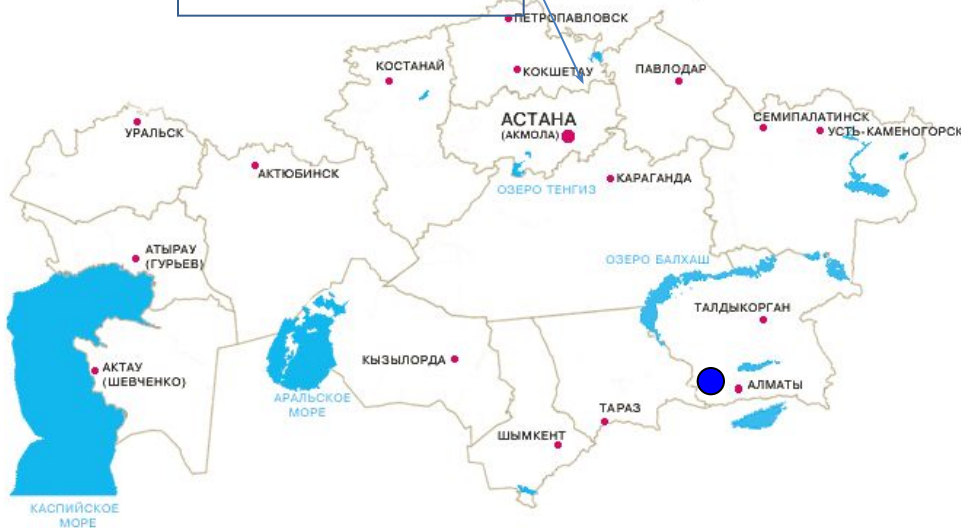 ПЕТРОПАВЛОВСК
КОСТАНАЙ
КОКШЕТАУ
ПАВЛОДАР
АСТАНА
(АКМОЛА)
СЕМИПАЛАТИНСК
УСТЬ-КАМЕНОГОРСК
УРАЛЬСК
АКТЮБИНСК
КАРАГАНДА
ОЗЕРО ТЕНГИЗ
АТЫРАУ
(ГУРЬЕВ)
ОЗЕРО БАЛХАШ
ТАЛДЫКОРГАН
КЫЗЫЛОРДА
АКТАУ
(ШЕВЧЕНКО)
АЛМАТЫ
АРАЛЬСКОЕ
МОРЕ
ТАРАЗ
ШЫМКЕНТ
КАСПИЙСКОЕ
МОРЕ